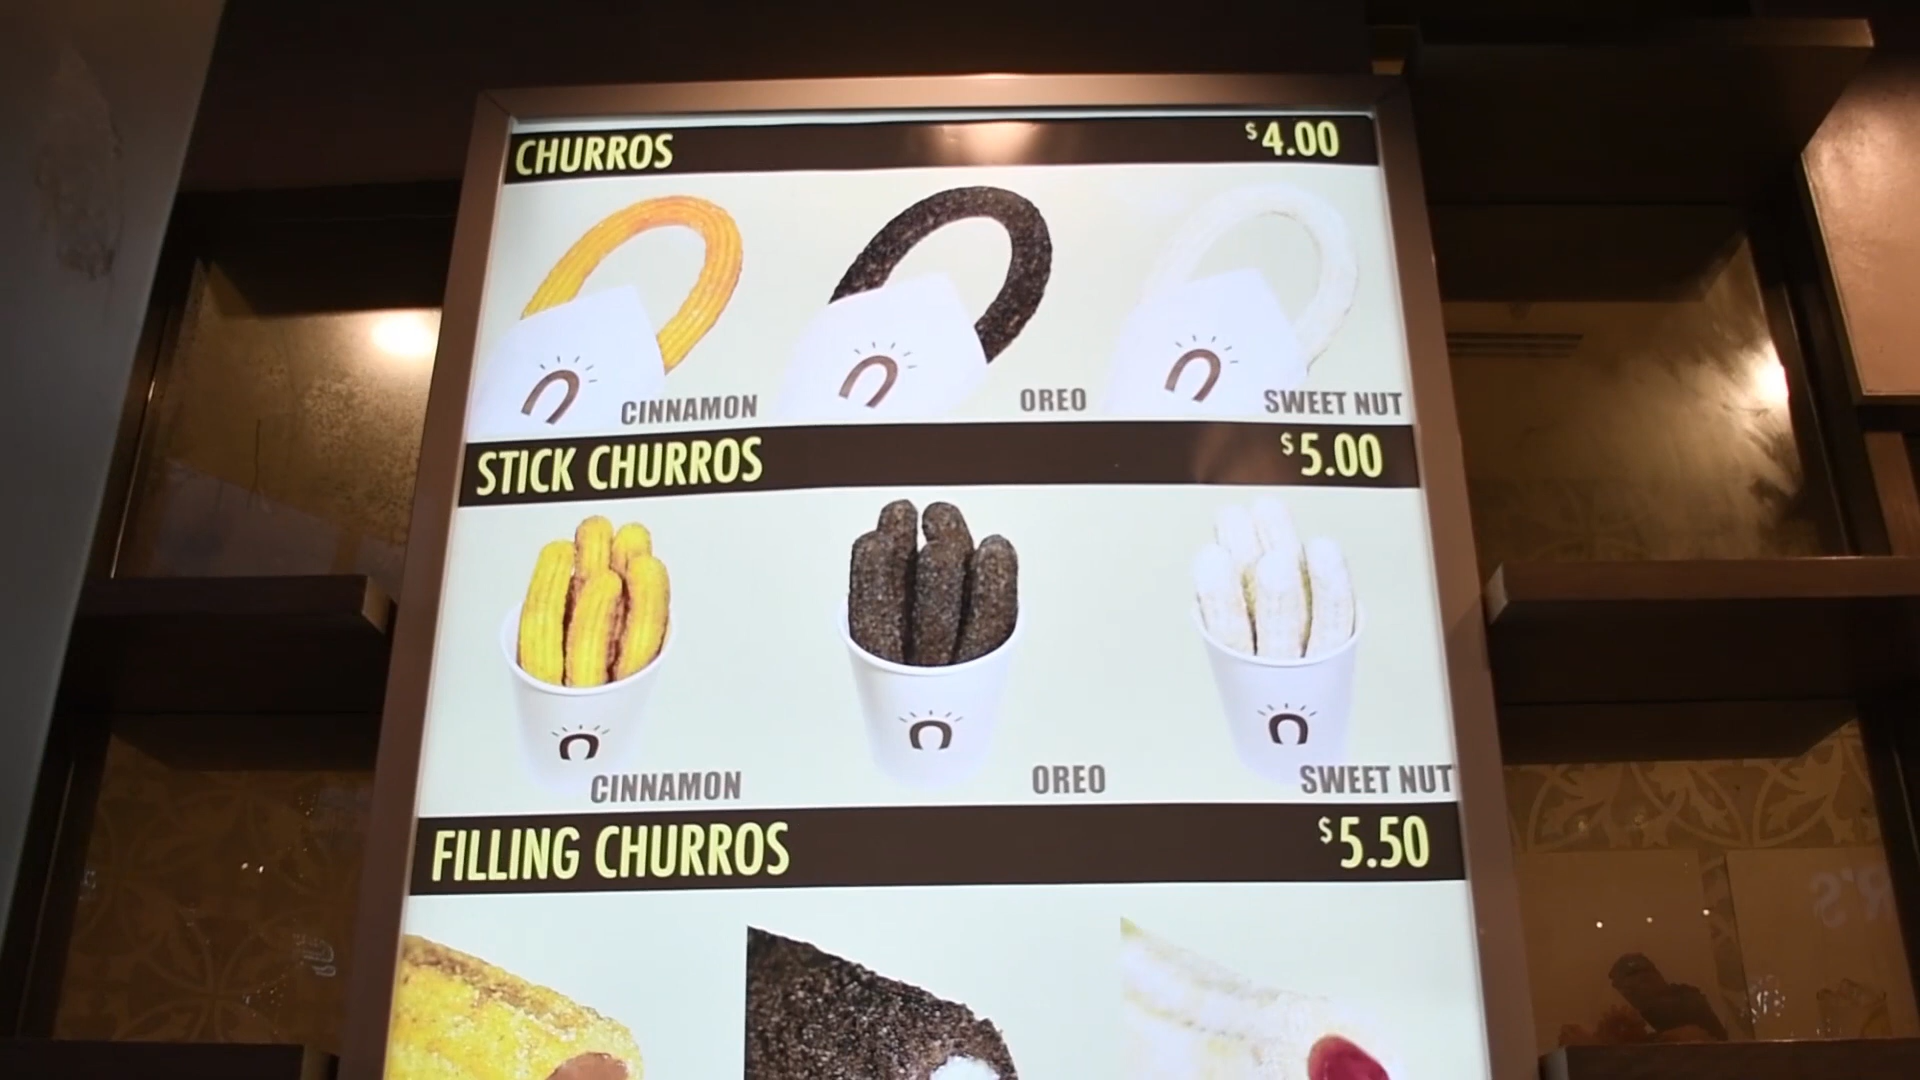 CHURROS $4.00
CINNAMON OREO SWEET NUT
STICK CHURROS $5.00
CINNAMON OREO SWEET NUT
FILLING CHURROS $5.50